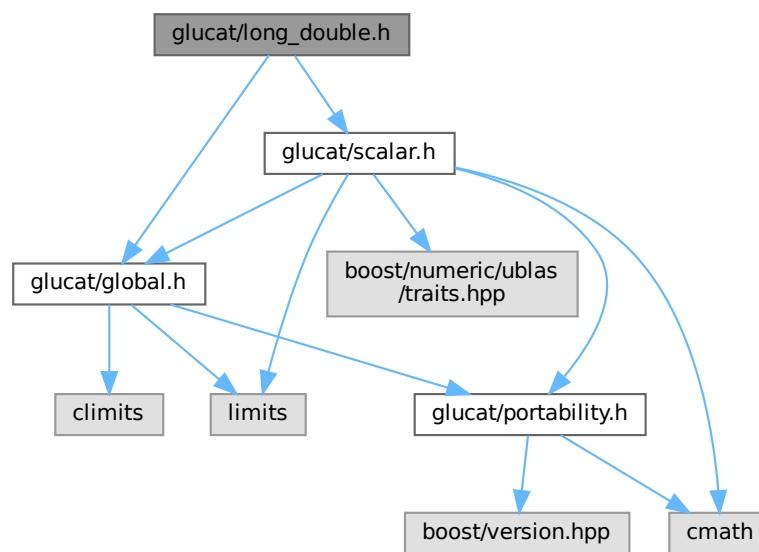 glucat/long_double.h
glucat/scalar.h
boost/numeric/ublas
/traits.hpp
glucat/global.h
climits
limits
glucat/portability.h
boost/version.hpp
cmath